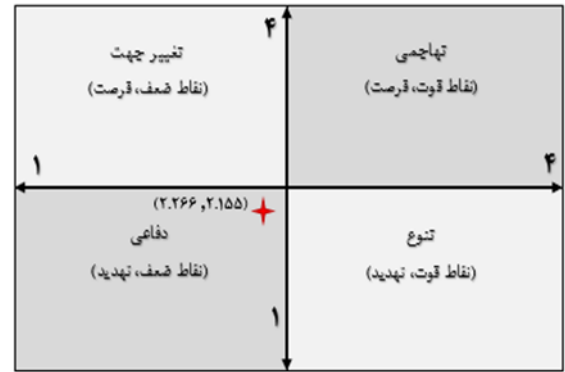 ۴
تهاجمی
(نقاط قوت، فرصت)
تغییر جهت
(نقاط ضعف، فرصت)
۴
۱
(۲.۲۶۶ ,۲.۱۵۵)
تنوع
(نقاط قوت، تهدید)
دفاعی
(نقاط ضعف، تهدید)
۱